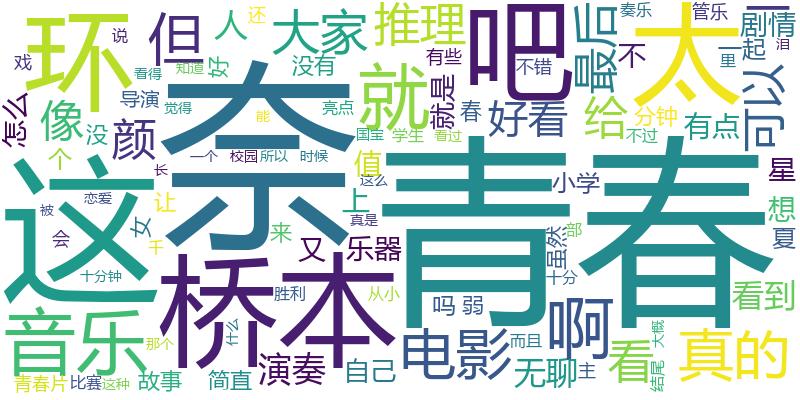 奏乐 管乐
说 还 泪
环 但 人 大家 推理 吧 最后 太 剧情
戏 看得 知道 好 没有 有些 不错 不 一 里 起
怎么 像 没 导演 觉得 亮点 就 就是 春 好看 给 分钟 可以
个 颜 能 国宝 学生 看过 不过 有点
这 奈 一个 校园 所以 时候 值 青春 小学 星
恋爱 长 这么 想
被 让 女 上 真是 部 虽然 夏
会 千 来 又 乐器 十分
十分钟 桥本 胜利 从小 吗 弱 啊 看到
音乐 那个 什么 电影 而且 看 大概 真的
青春片 比赛 这种 故事 简直 演奏 自己 无聊 主 结尾